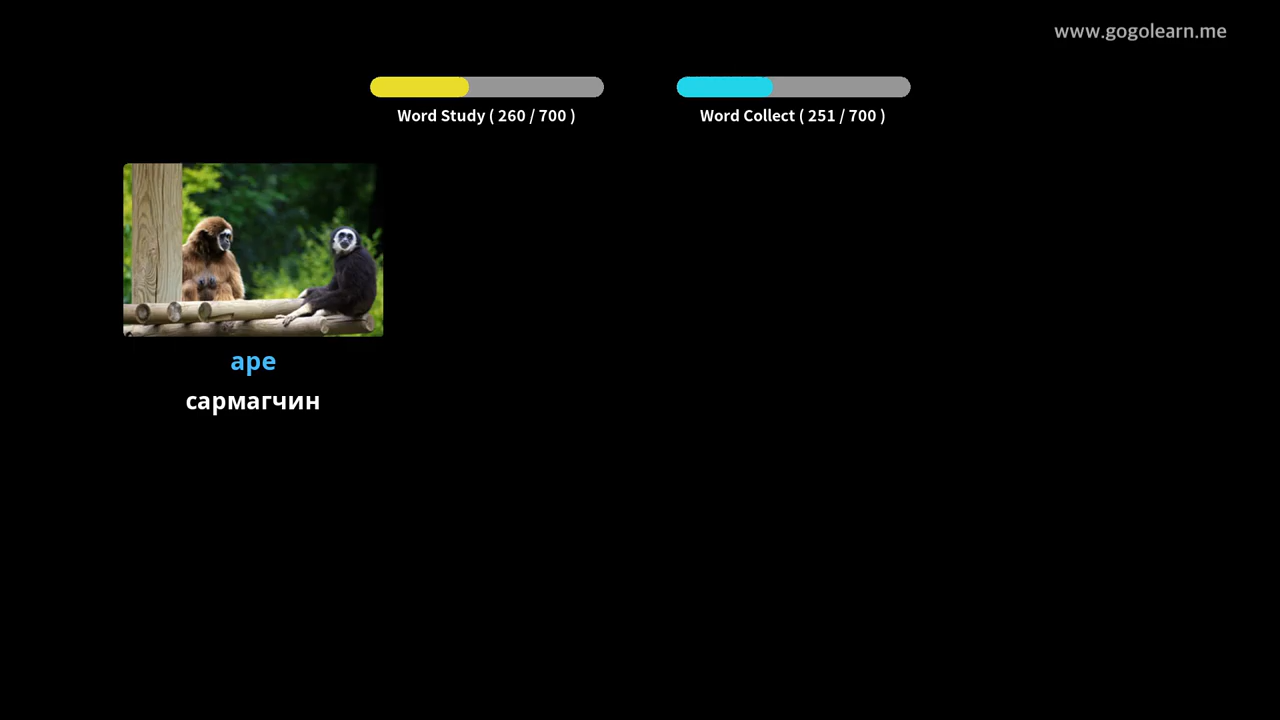 www.gogolearn.me
Word Study ( 260 / 700 )
Word Collect ( 251 / 700 )
ape
сармагчин